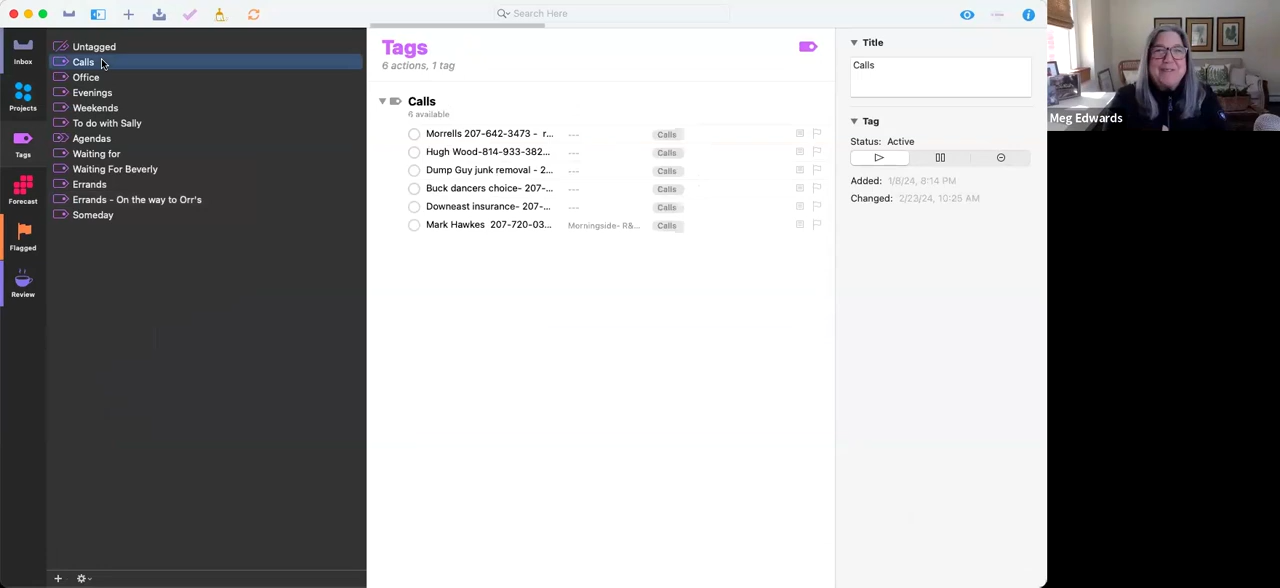 Search Here
Inbox
Projects
Tags
Forecast
Flagged
Review
Untagged
Calls
Office
Evenings
Weekends
To do with Sally
Agendas
Waiting for
Waiting For Beverly
Errands
Errands - On the way to Orr's
Someday
Tags
6 actions, 1 tag
Calls
6 available
Morrells 207-642-3473 - r... --- Calls
Hugh Wood-814-933-382... --- Calls
Dump Guy junk removal - 2... --- Calls
Buck dancers choice- 207-... --- Calls
Downeast insurance- 207-... --- Calls
Mark Hawkes 207-720-03... Morningside- R&... Calls
Title
Calls
Tag
Status: Active
Added: 1/8/24, 8:14 PM
Changed: 2/23/24, 10:25 AM
Meg Edwards